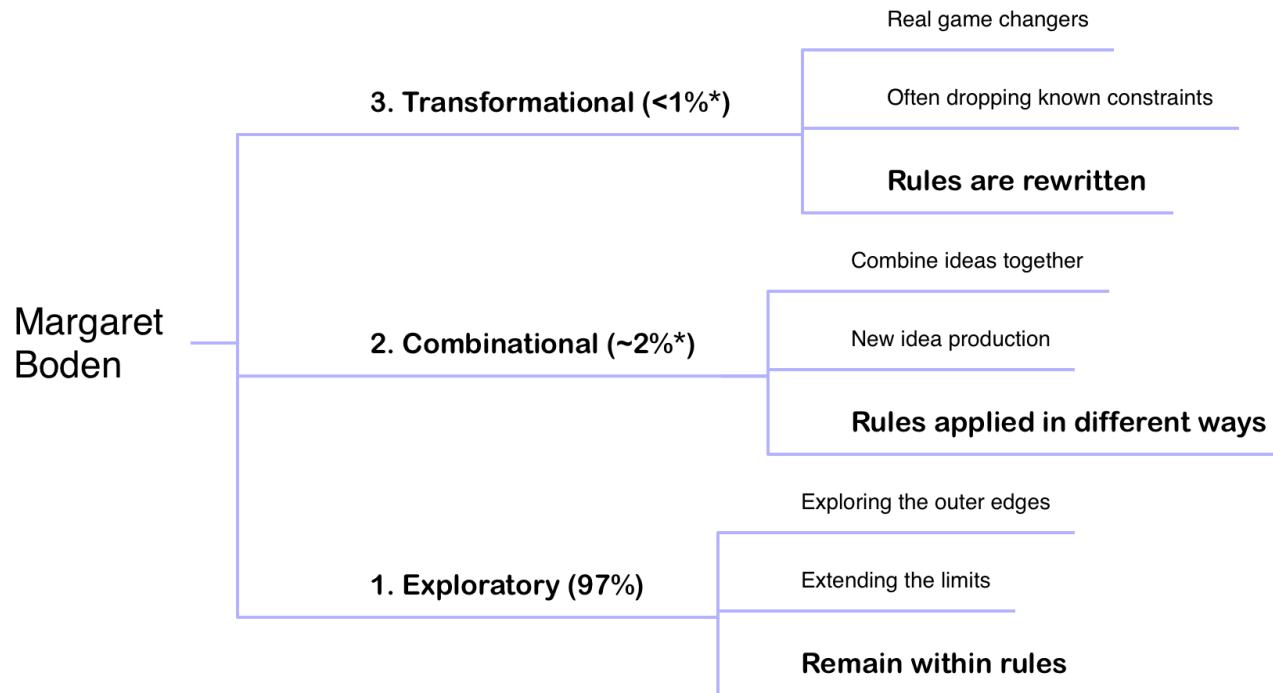 Margaret
Boden
3. Transformational (<1%*)
Real game changers
Often dropping known constraints
Rules are rewritten
2. Combinational (~2%*)
Combine ideas together
New idea production
Rules applied in different ways
1. Exploratory (97%)
Exploring the outer edges
Extending the limits
Remain within rules